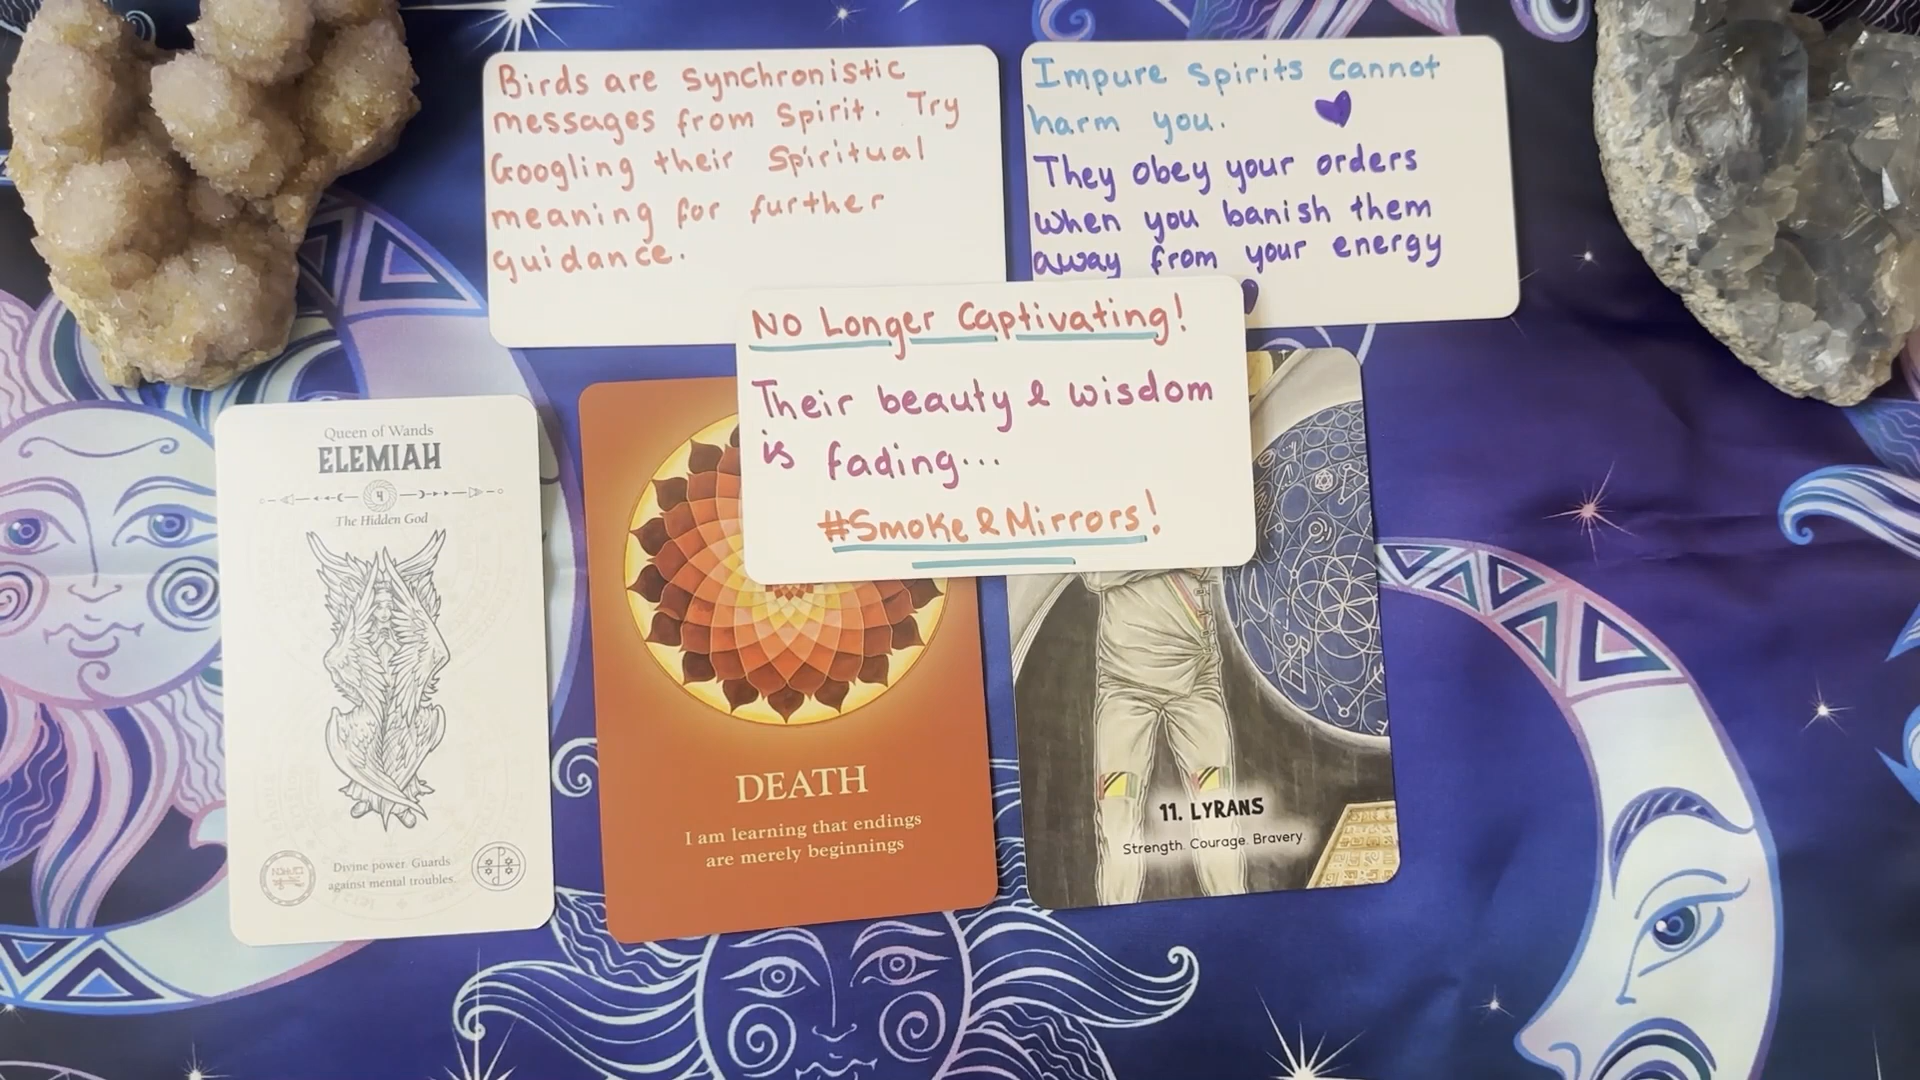 Birds are synchronistic
messages from Spirit. Try
Googling their Spiritual
meaning for further
guidance.
Impure Spirits cannot
harm you.
They obey your orders
when you banish them
away from your energy
No Longer Captivating!
Their beauty & wisdom
is fading...
#Smoke&Mirrors!
Queen of Wands
ELEMIAH
4
The Hidden God
Divine power. Guards
against mental troubles.
DEATH
I am learning that endings
are merely beginnings
11. LYRANS
Strength. Courage. Bravery.